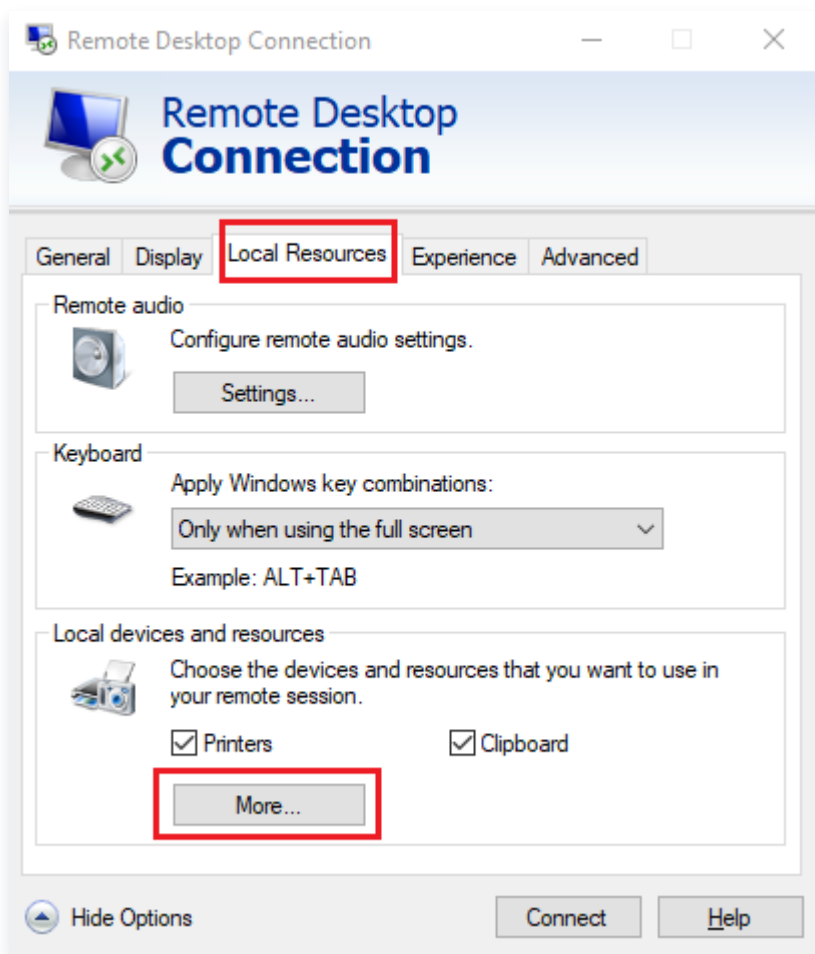 Remote Desktop Connection
Remote Desktop
Connection
General Display Local Resources Experience Advanced
Remote audio
Configure remote audio settings.
Settings...
Keyboard
Apply Windows key combinations:
Only when using the full screen
Example: ALT+TAB
Local devices and resources
Choose the devices and resources that you want to use in
your remote session.
Printers Clipboard
More...
Hide Options Connect Help